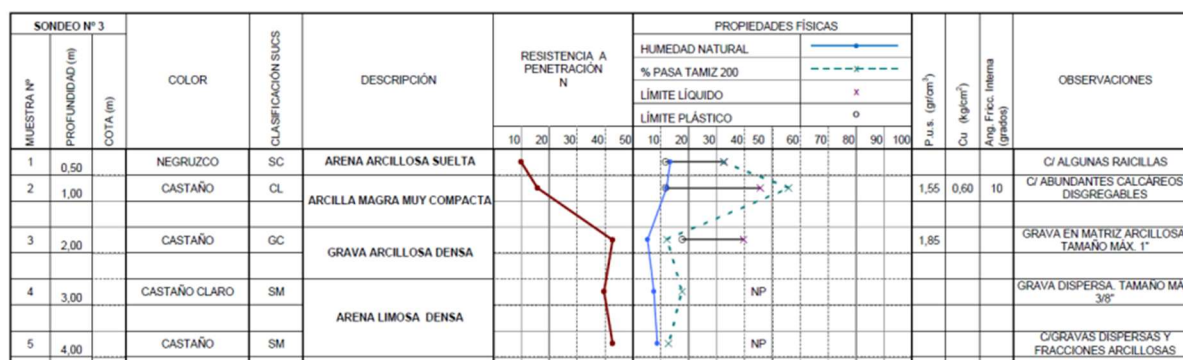 SONDEO Nº 3
MUESTRA Nº
PROFUNDIDAD (m)
COTA (m)
COLOR
CLASIFICACIÓN SUCS
DESCRIPCIÓN
RESISTENCIA A
PENETRACIÓN
N
10 20 30 40 50
PROPIEDADES FÍSICAS
HUMEDAD NATURAL
% PASA TAMIZ 200
LÍMITE LÍQUIDO
LÍMITE PLÁSTICO
10 20 30 40 50 60 70 80 90 100
P.u.s. (gr/cm³)
Cu (kg/cm²)
Ang. Fricc. Interna
(grados)
OBSERVACIONES
1 0,50 NEGRUZCO SC ARENA ARCILLOSA SUELTA C/ ALGUNAS RAICILLAS
2 1,00 CASTAÑO CL ARCILLA MAGRA MUY COMPACTA 1,55 0,60 10 C/ ABUNDANTES CALCÁREOS
DISGREGABLES
3 2,00 CASTAÑO GC GRAVA ARCILLOSA DENSA 1,85 GRAVA EN MATRIZ ARCILLOSA
TAMAÑO MÁX. 1"
4 3,00 CASTAÑO CLARO SM ARENA LIMOSA DENSA NP GRAVA DISPERSA. TAMAÑO MÁ
3/8"
5 4,00 CASTAÑO SM NP C/GRAVAS DISPERSAS Y
FRACCIONES ARCILLOSAS